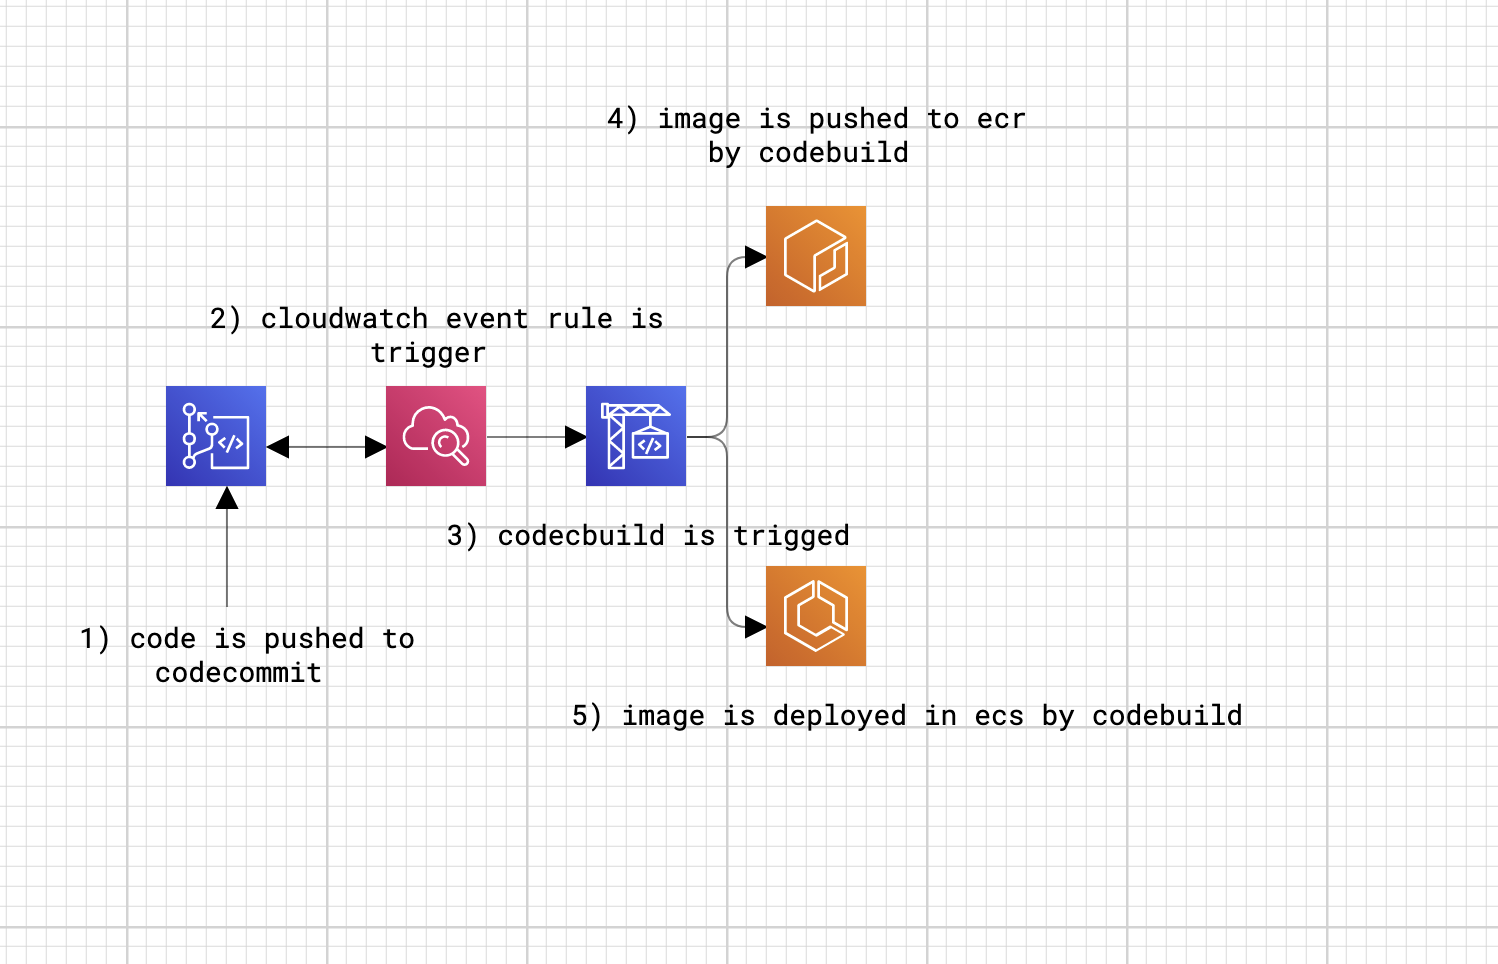 4) image is pushed to ecr
by codebuild
2) cloudwatch event rule is
trigger
3) codecbuild is trigged
1) code is pushed to
codecommit
5) image is deployed in ecs by codebuild